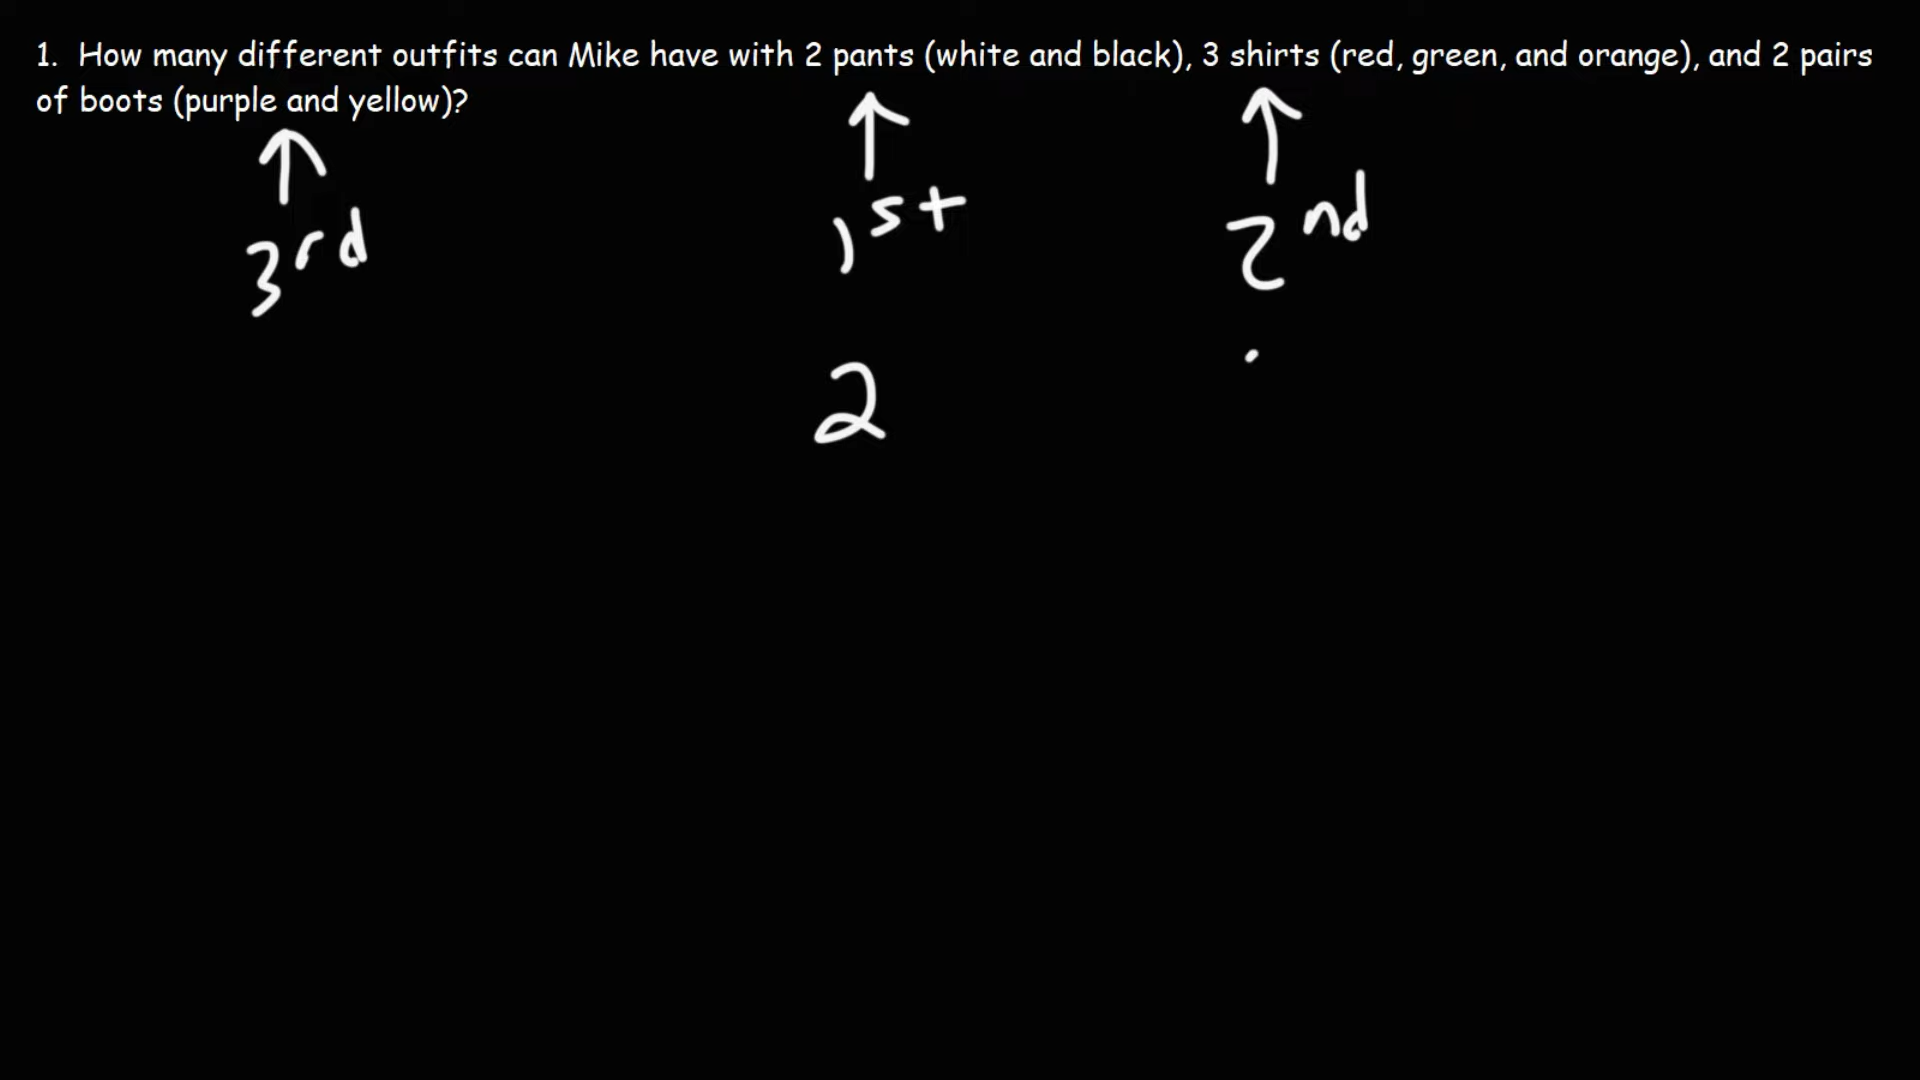 1. How many different outfits can Mike have with 2 pants (white and black), 3 shirts (red, green, and orange), and 2 pairs
of boots (purple and yellow)?
3rd 1st 2nd
2